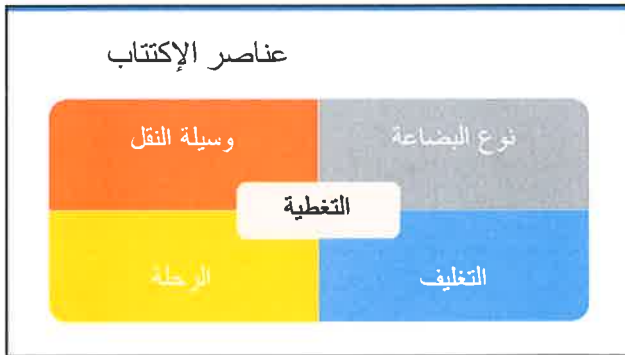 عناصر الإكتتاب
نوع البضاعة
وسيلة النقل
التغطية
التغليف
الرحلة